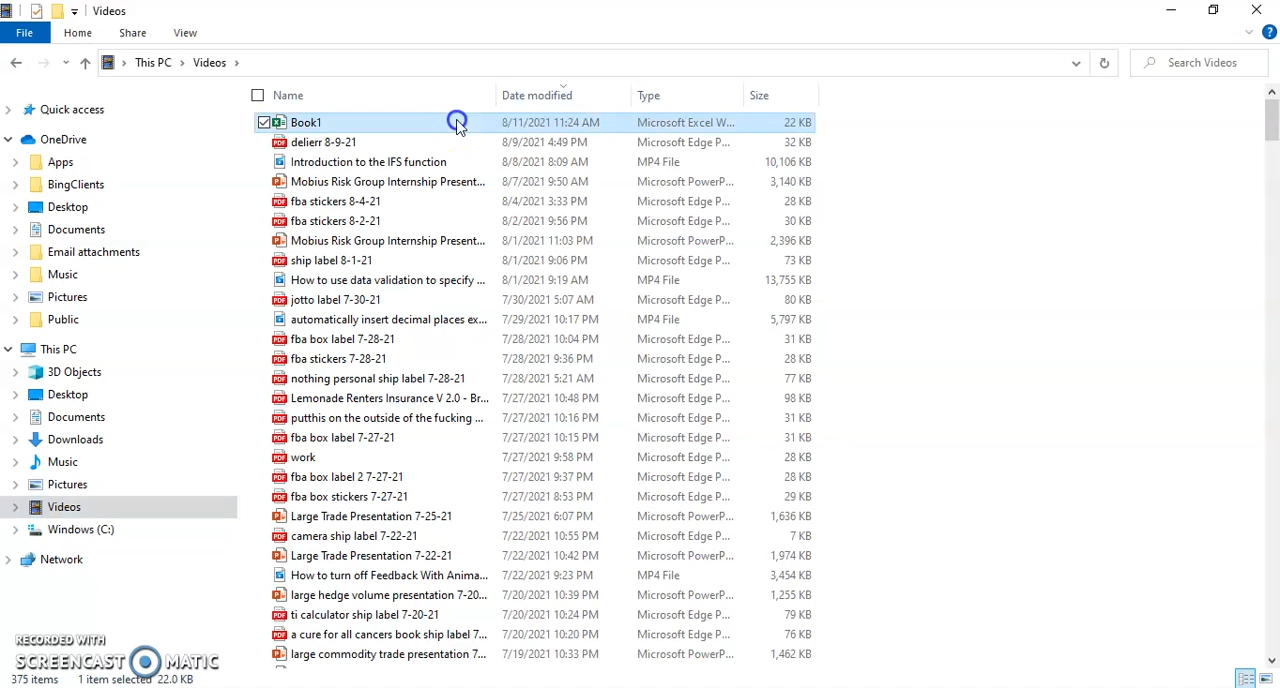 Videos
File Home Share View
This PC Videos Search Videos
Name Date modified Type Size
Quick access
OneDrive
Apps
BingClients
Desktop
Documents
Email attachments
Music
Pictures
Public
This PC
3D Objects
Desktop
Documents
Downloads
Music
Pictures
Videos
Windows (C:)
Network
Book1 8/11/2021 11:24 AM Microsoft Excel W... 22 KB
delierr 8-9-21 8/9/2021 4:49 PM Microsoft Edge P... 32 KB
Introduction to the IFS function 8/8/2021 8:09 AM MP4 File 10,106 KB
Mobius Risk Group Internship Present... 8/7/2021 9:50 AM Microsoft PowerP... 3,140 KB
fba stickers 8-4-21 8/4/2021 3:33 PM Microsoft Edge P... 28 KB
fba stickers 8-2-21 8/2/2021 9:56 PM Microsoft Edge P... 30 KB
Mobius Risk Group Internship Present... 8/1/2021 11:03 PM Microsoft PowerP... 2,396 KB
ship label 8-1-21 8/1/2021 9:06 PM Microsoft Edge P... 73 KB
How to use data validation to specify ... 8/1/2021 9:19 AM MP4 File 13,755 KB
jotto label 7-30-21 7/30/2021 5:07 AM Microsoft Edge P... 80 KB
automatically insert decimal places ex... 7/29/2021 10:17 PM MP4 File 5,797 KB
fba box label 7-28-21 7/28/2021 10:04 PM Microsoft Edge P... 31 KB
fba stickers 7-28-21 7/28/2021 9:36 PM Microsoft Edge P... 28 KB
nothing personal ship label 7-28-21 7/28/2021 5:21 AM Microsoft Edge P... 77 KB
Lemonade Renters Insurance V 2.0 - Br... 7/27/2021 10:48 PM Microsoft Edge P... 98 KB
putthis on the outside of the fucking ... 7/27/2021 10:16 PM Microsoft Edge P... 31 KB
fba box label 7-27-21 7/27/2021 10:15 PM Microsoft Edge P... 31 KB
work 7/27/2021 9:58 PM Microsoft Edge P... 28 KB
fba box label 2 7-27-21 7/27/2021 9:37 PM Microsoft Edge P... 28 KB
fba box stickers 7-27-21 7/27/2021 8:53 PM Microsoft Edge P... 29 KB
Large Trade Presentation 7-25-21 7/25/2021 6:07 PM Microsoft PowerP... 1,636 KB
camera ship label 7-22-21 7/22/2021 10:55 PM Microsoft Edge P... 7 KB
Large Trade Presentation 7-22-21 7/22/2021 10:42 PM Microsoft PowerP... 1,974 KB
How to turn off Feedback With Anima... 7/22/2021 9:23 PM MP4 File 3,454 KB
large hedge volume presentation 7-20... 7/20/2021 10:39 PM Microsoft PowerP... 1,255 KB
ti calculator ship label 7-20-21 7/20/2021 10:24 PM Microsoft Edge P... 79 KB
a cure for all cancers book ship label 7... 7/20/2021 10:20 PM Microsoft Edge P... 76 KB
large commodity trade presentation 7... 7/19/2021 10:33 PM Microsoft PowerP... 1,462 KB
RECORDED WITH
SCREENCAST MATIC
375 items 1 item selected 22.0 KB